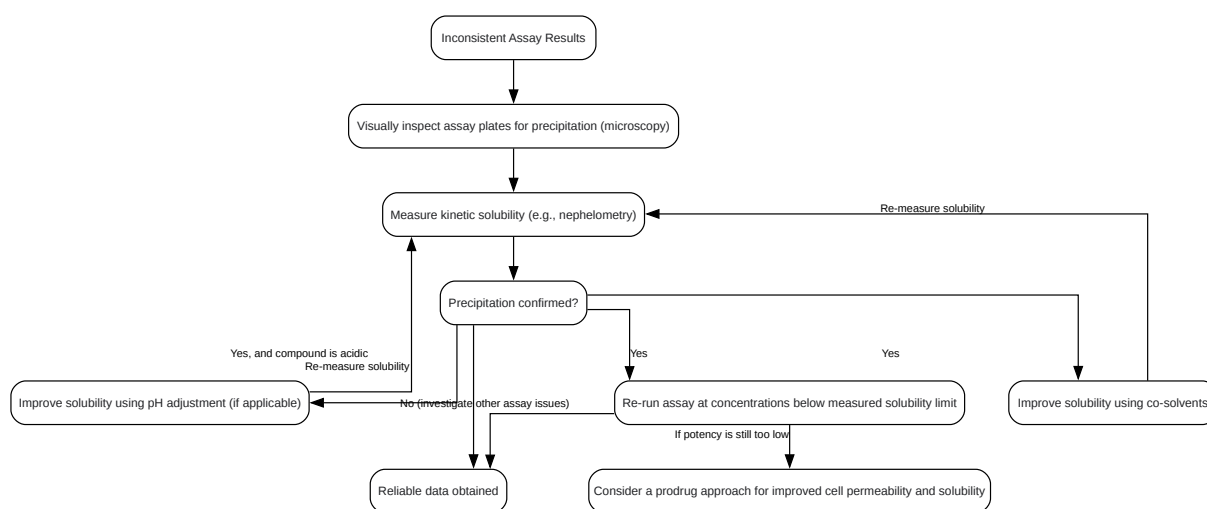 Inconsistent Assay Results
Visually inspect assay plates for precipitation (microscopy)
Measure kinetic solubility (e.g., nephelometry)
Re-measure solubility
Precipitation confirmed?
Yes, and compound is acidic
Yes
Yes
Re-measure solubility
Improve solubility using pH adjustment (if applicable)
No (investigate other assay issues)
Re-run assay at concentrations below measured solubility limit
Improve solubility using co-solvents
If potency is still too low
Reliable data obtained
Consider a prodrug approach for improved cell permeability and solubility